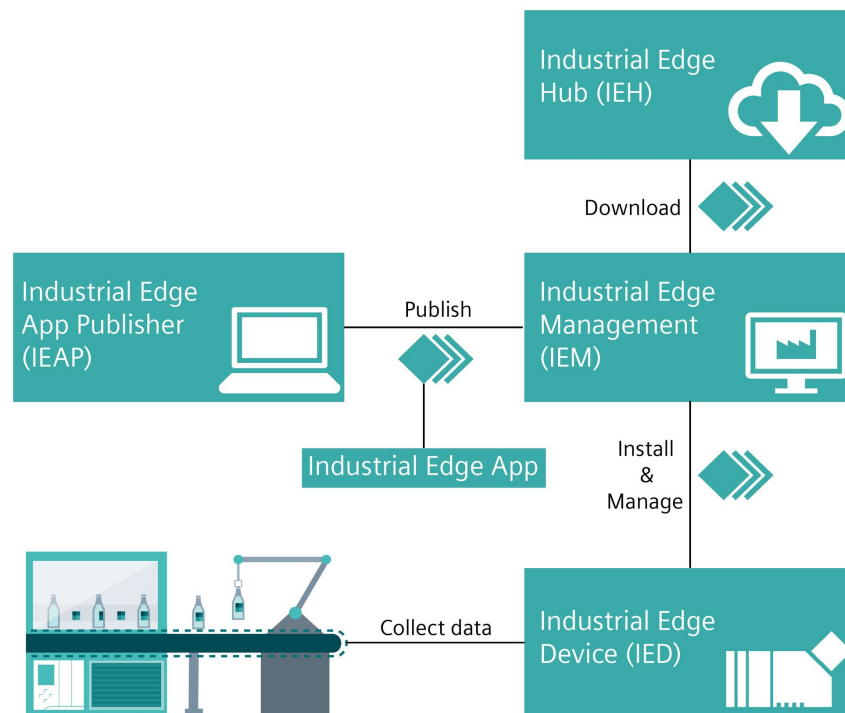 Industrial Edge
Hub (IEH)
Download
Industrial Edge
App Publisher
(IEAP)
Publish
Industrial Edge
Management
(IEM)
Industrial Edge App
Install
&
Manage
Collect data
Industrial Edge
Device (IED)